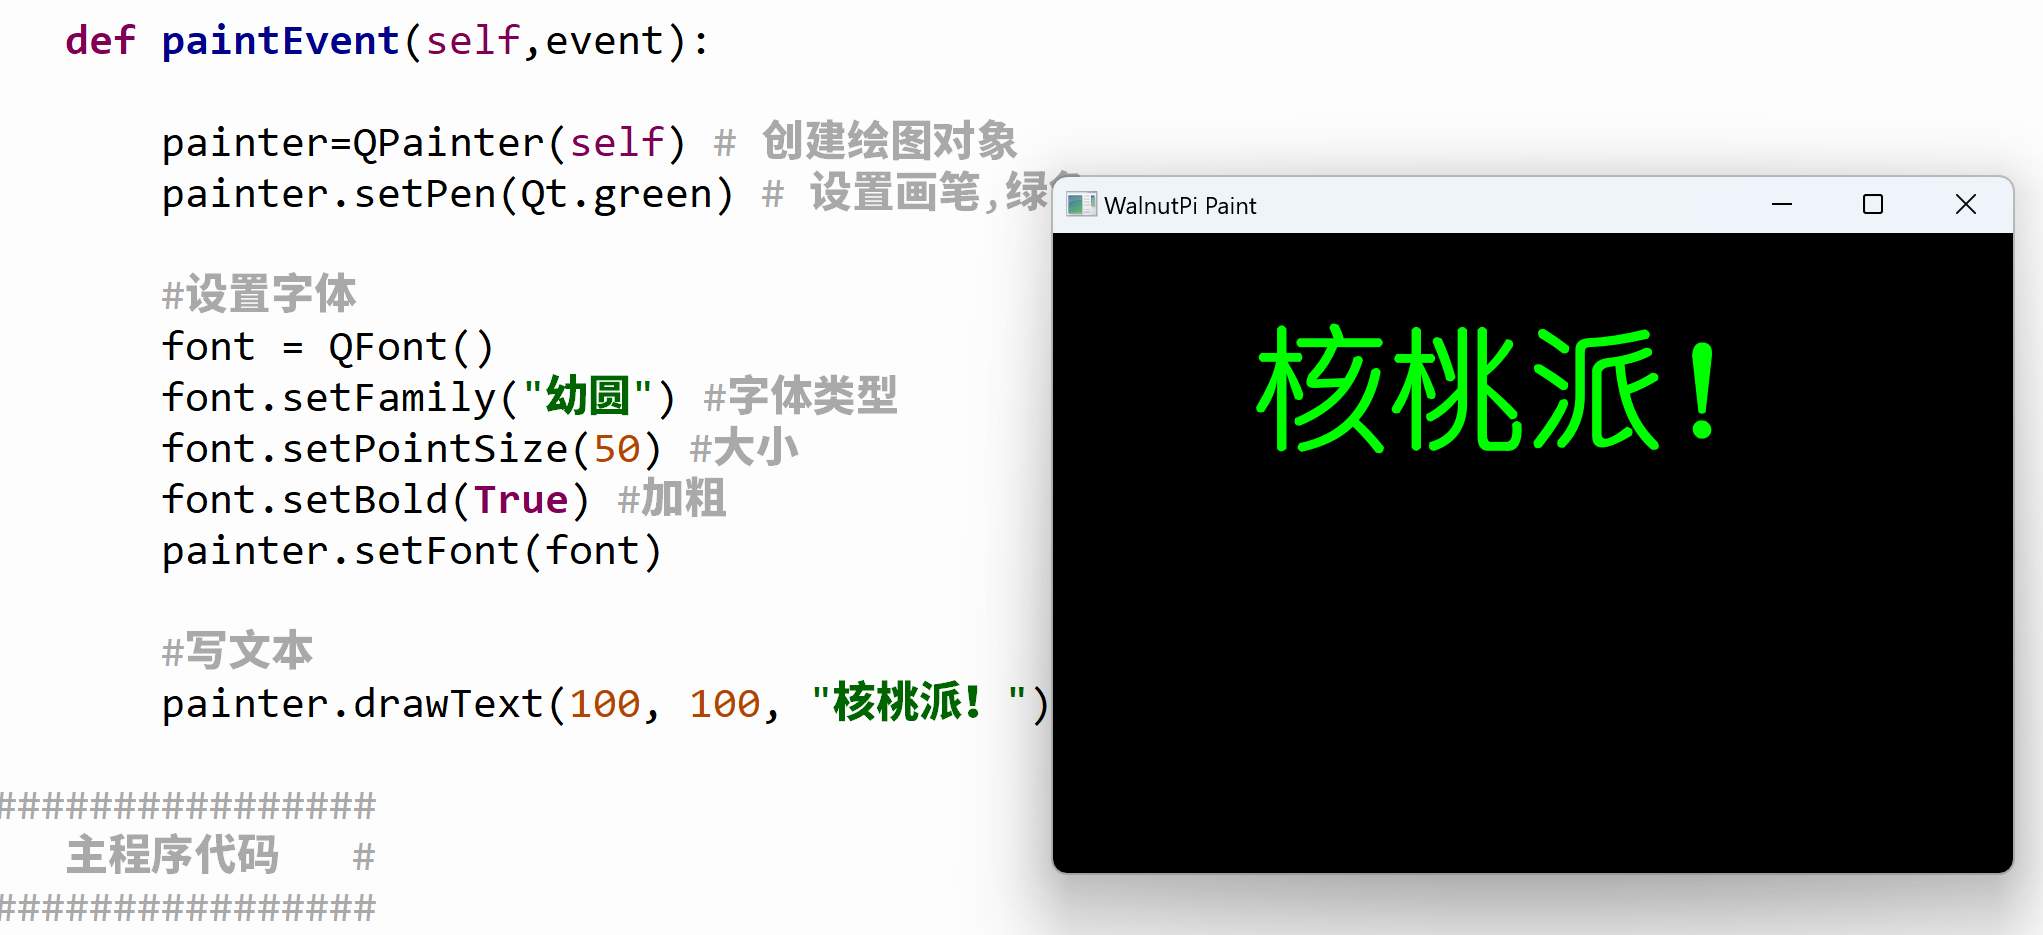 def paintEvent(self,event):
painter=QPainter(self) # 创建绘图对象
painter.setPen(Qt.green) # 设置画笔,绿
#设置字体
font = QFont()
font.setFamily("幼圆") #字体类型
font.setPointSize(50) #大小
font.setBold(True) #加粗
painter.setFont(font)
#写文本
painter.drawText(100, 100, "核桃派！")
################
主程序代码 #
################
WalnutPi Paint
核桃派！